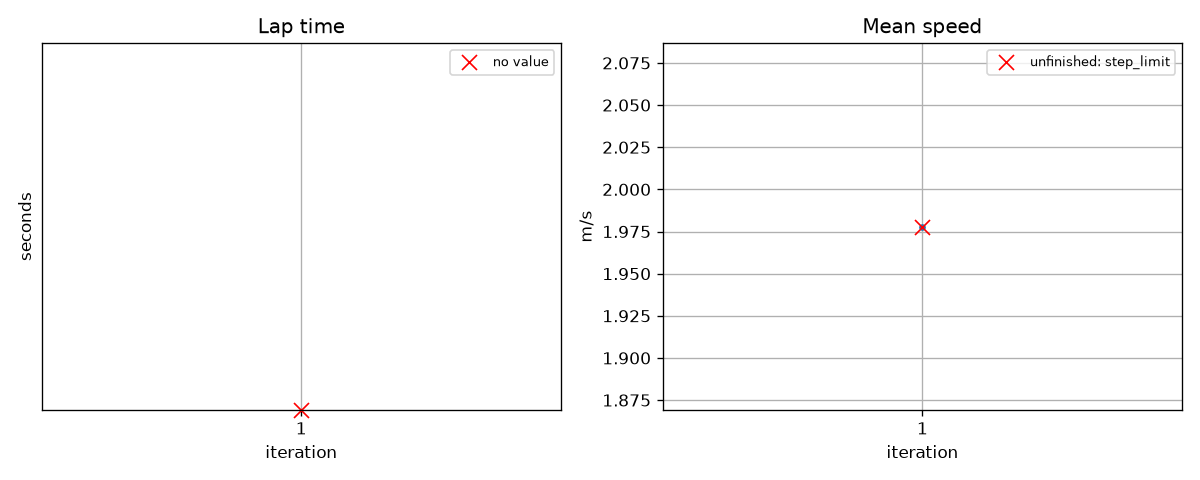 Lap time
no value
seconds
1
iteration
Mean speed
unfinished: step_limit
2.075
2.050
2.025
2.000
1.975
1.950
1.925
1.900
1.875
m/s
1
iteration